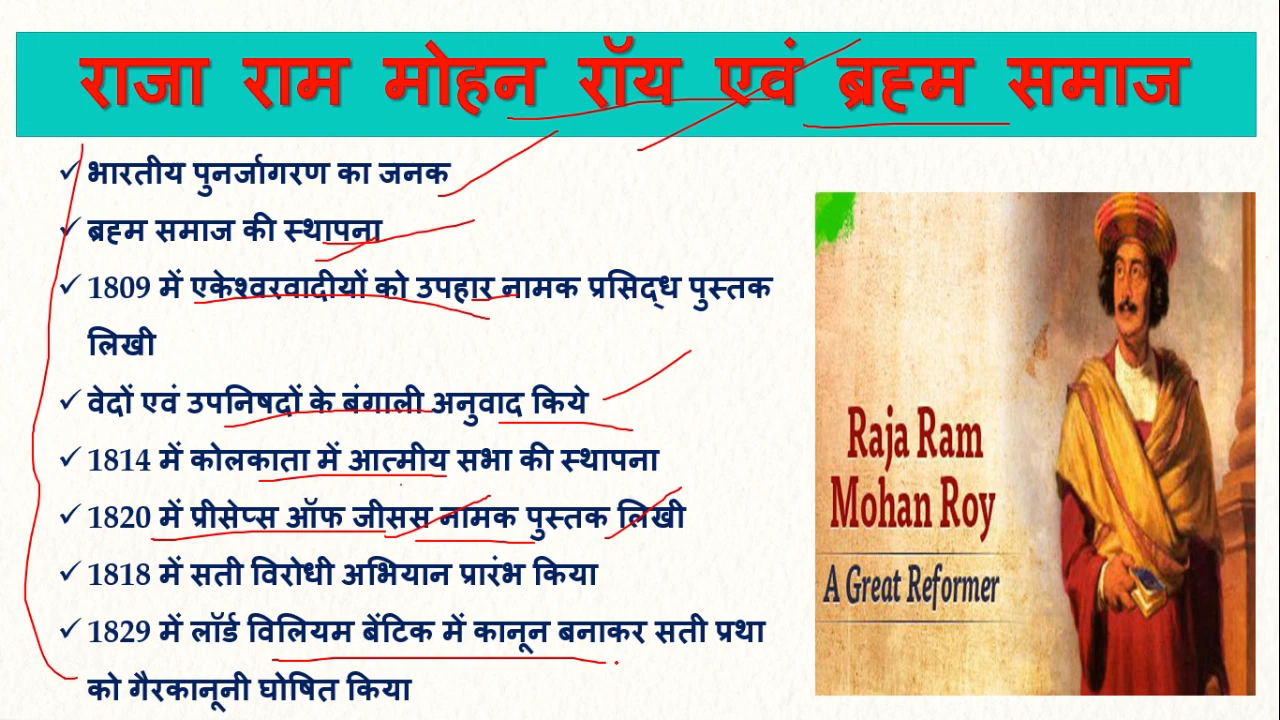 राजा राम मोहन रॉय एवं ब्रह्म समाज
✓ भारतीय पुनर्जागरण का जनक
✓ ब्रह्म समाज की स्थापना
✓ 1809 में एकेश्वरवादीयों को उपहार नामक प्रसिद्ध पुस्तक
लिखी
✓ वेदों एवं उपनिषदों के बंगाली अनुवाद किये
✓ 1814 में कोलकाता में आत्मीय सभा की स्थापना
✓ 1820 में प्रीसेप्स ऑफ जीसस नामक पुस्तक लिखी
✓ 1818 में सती विरोधी अभियान प्रारंभ किया
✓ 1829 में लॉर्ड विलियम बेंटिक में कानून बनाकर सती प्रथा
को गैरकानूनी घोषित किया
Raja Ram
Mohan Roy
A Great Reformer